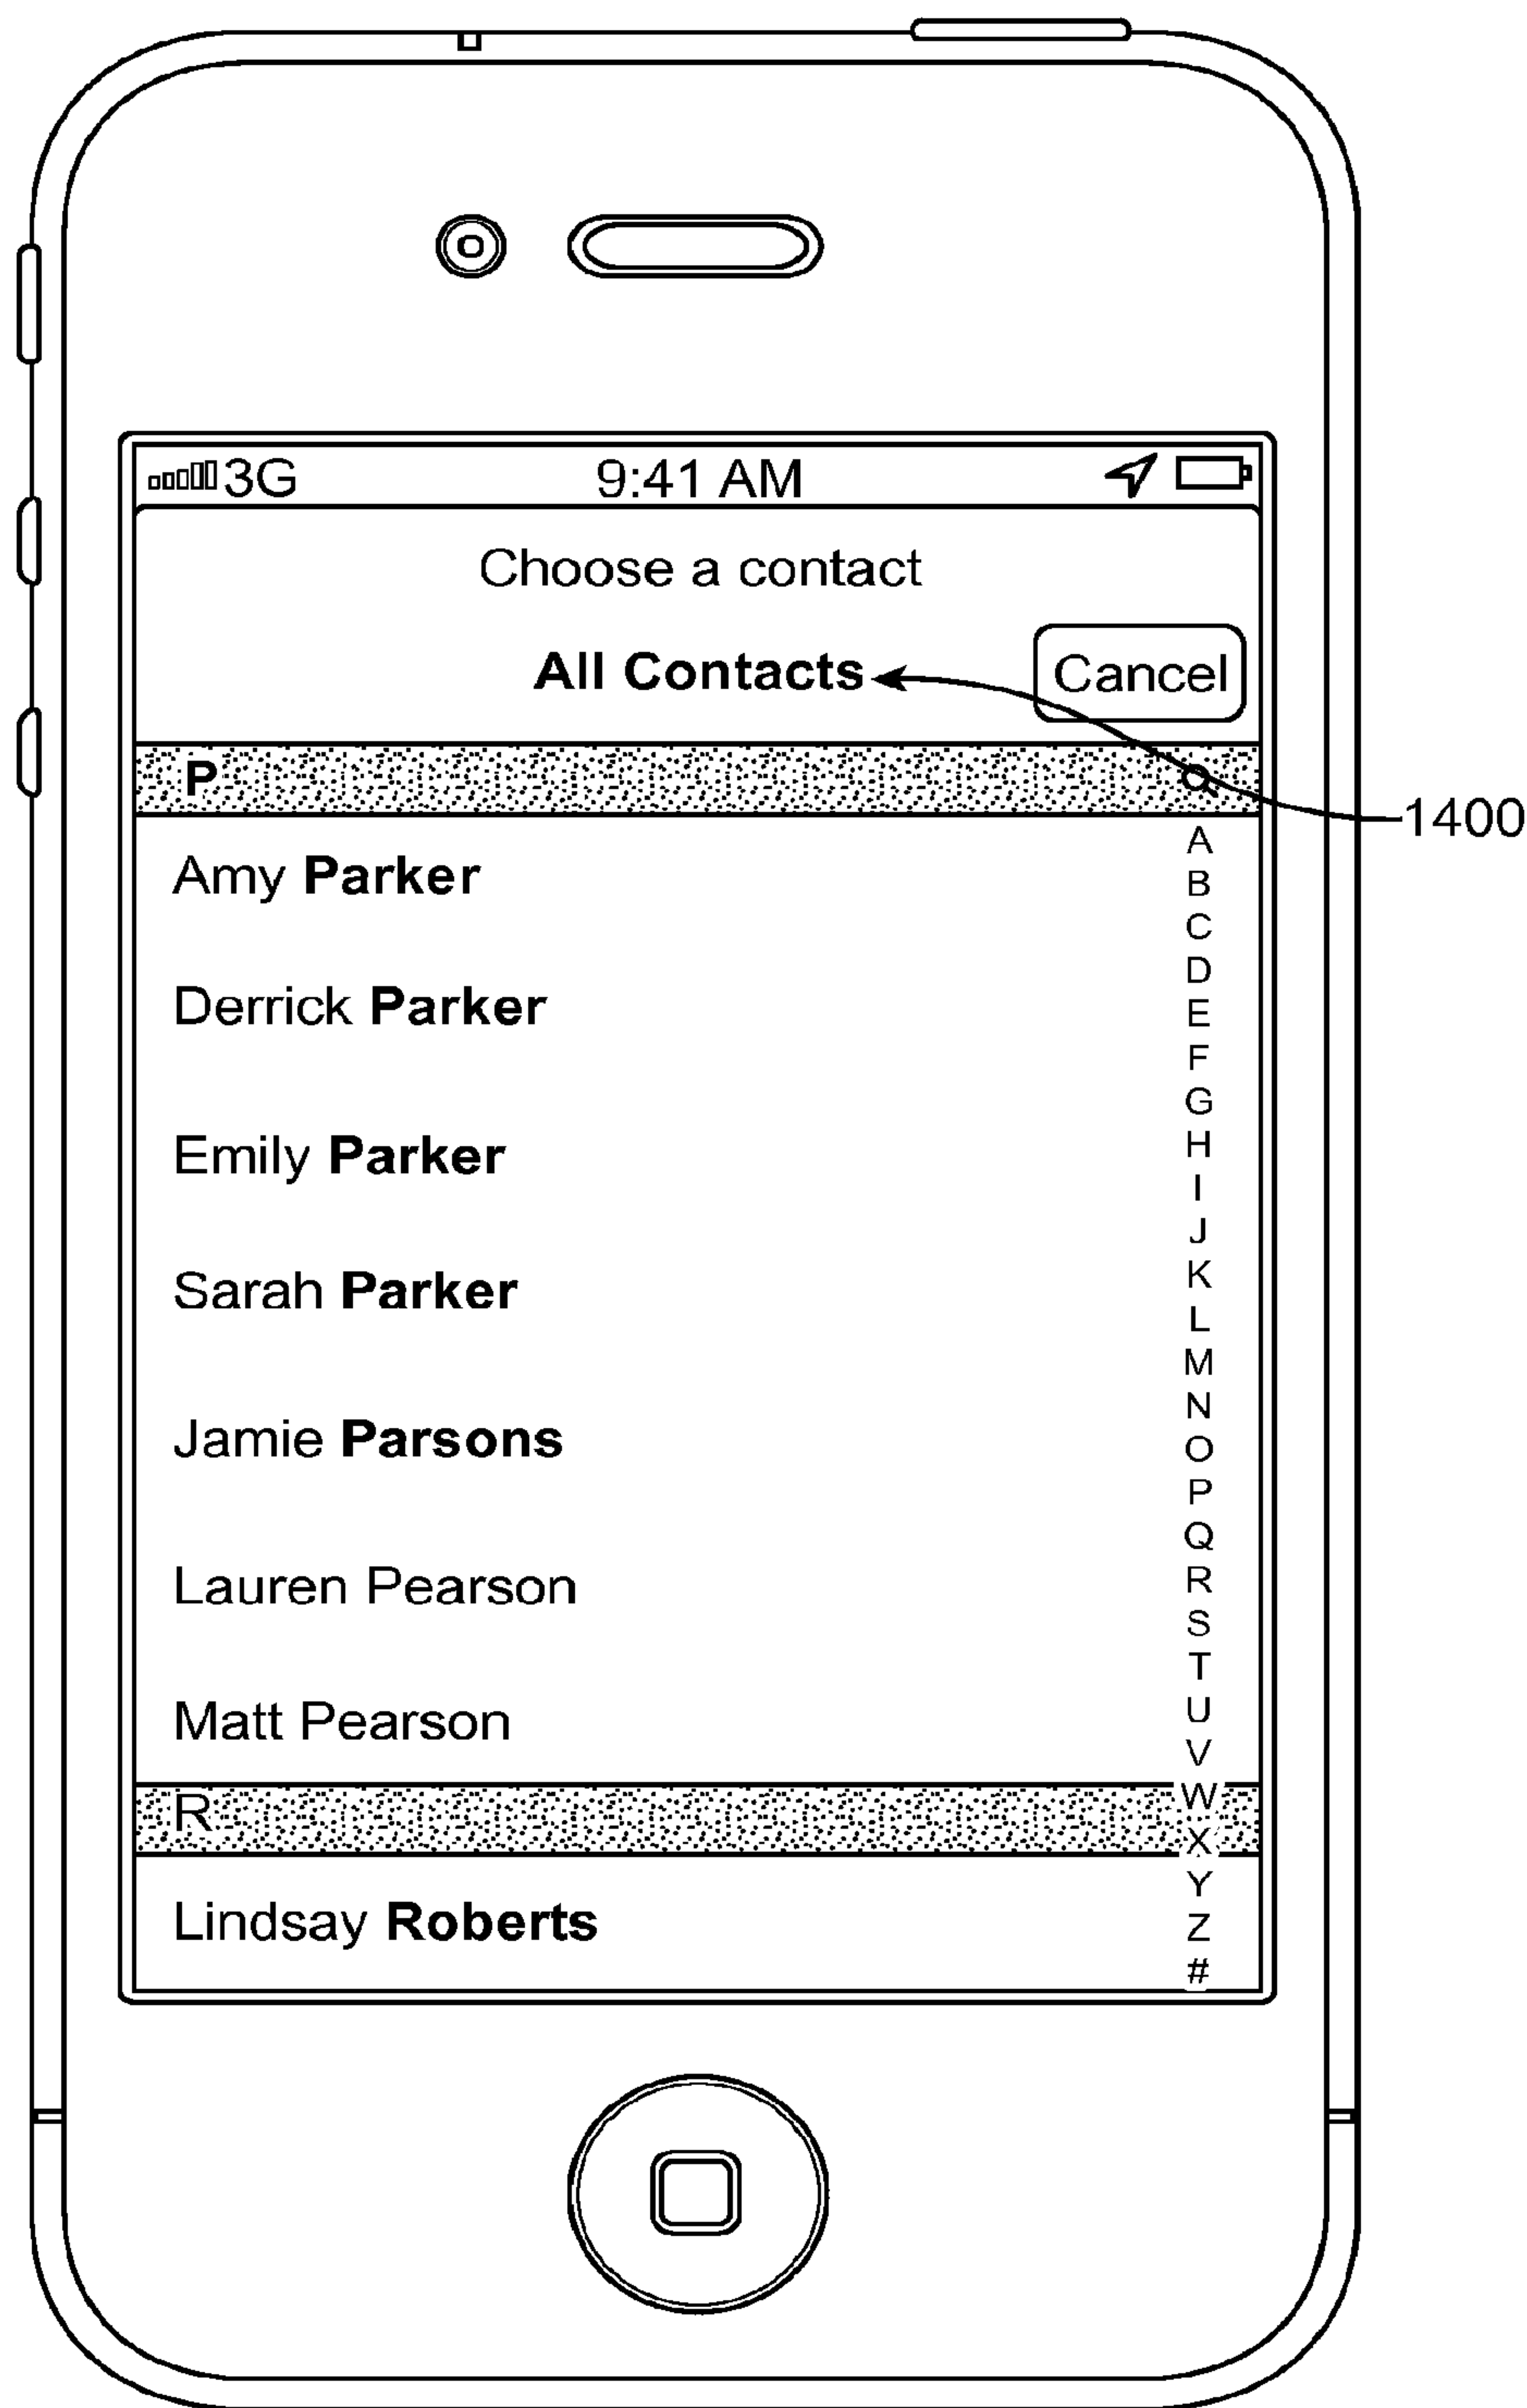 3G 9:41 AM
Choose a contact
All Contacts Cancel
P
1400
Amy Parker
Derrick Parker
Emily Parker
Sarah Parker
Jamie Parsons
Lauren Pearson
Matt Pearson
R
Lindsay Roberts
A
B
C
D
E
F
G
H
I
J
K
L
M
N
O
P
Q
R
S
T
U
V
W
X
Y
Z
#